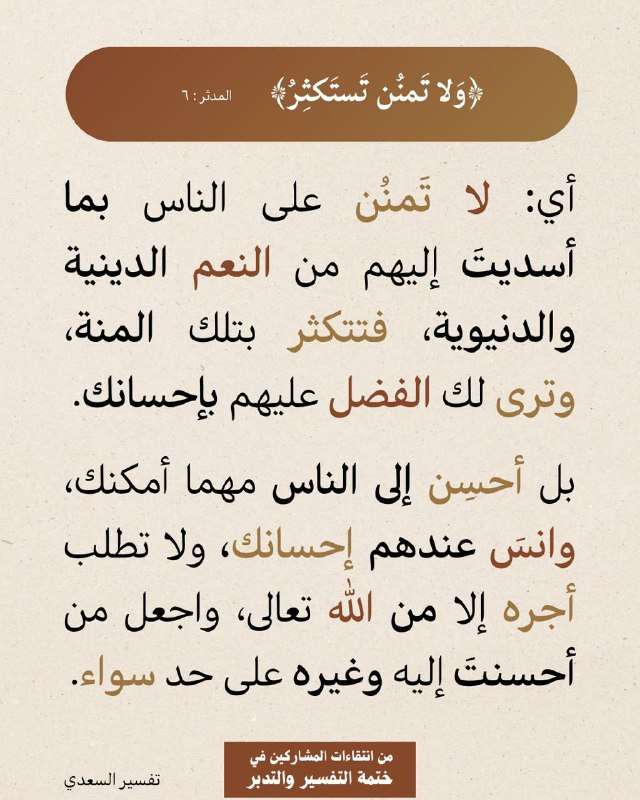 ﴿وَلا تَمنُن تَستَكثِرُ﴾ المدثر: ٦
أي: لا تَمنُن على الناس بما
أسديتَ إليهم من النعم الدينية
والدنيوية، فتتكثر بتلك المنة،
وترى لك الفضل عليهم بإحسانك.
بل أحسِن إلى الناس مهما أمكنك،
وانسَ عندهم إحسانك، ولا تطلب
أجره إلا من الله تعالى، واجعل من
أحسنتَ إليه وغيره على حد سواء.
من انتقاءات المشاركين في
ختمة التفسير والتدبر
تفسير السعدي